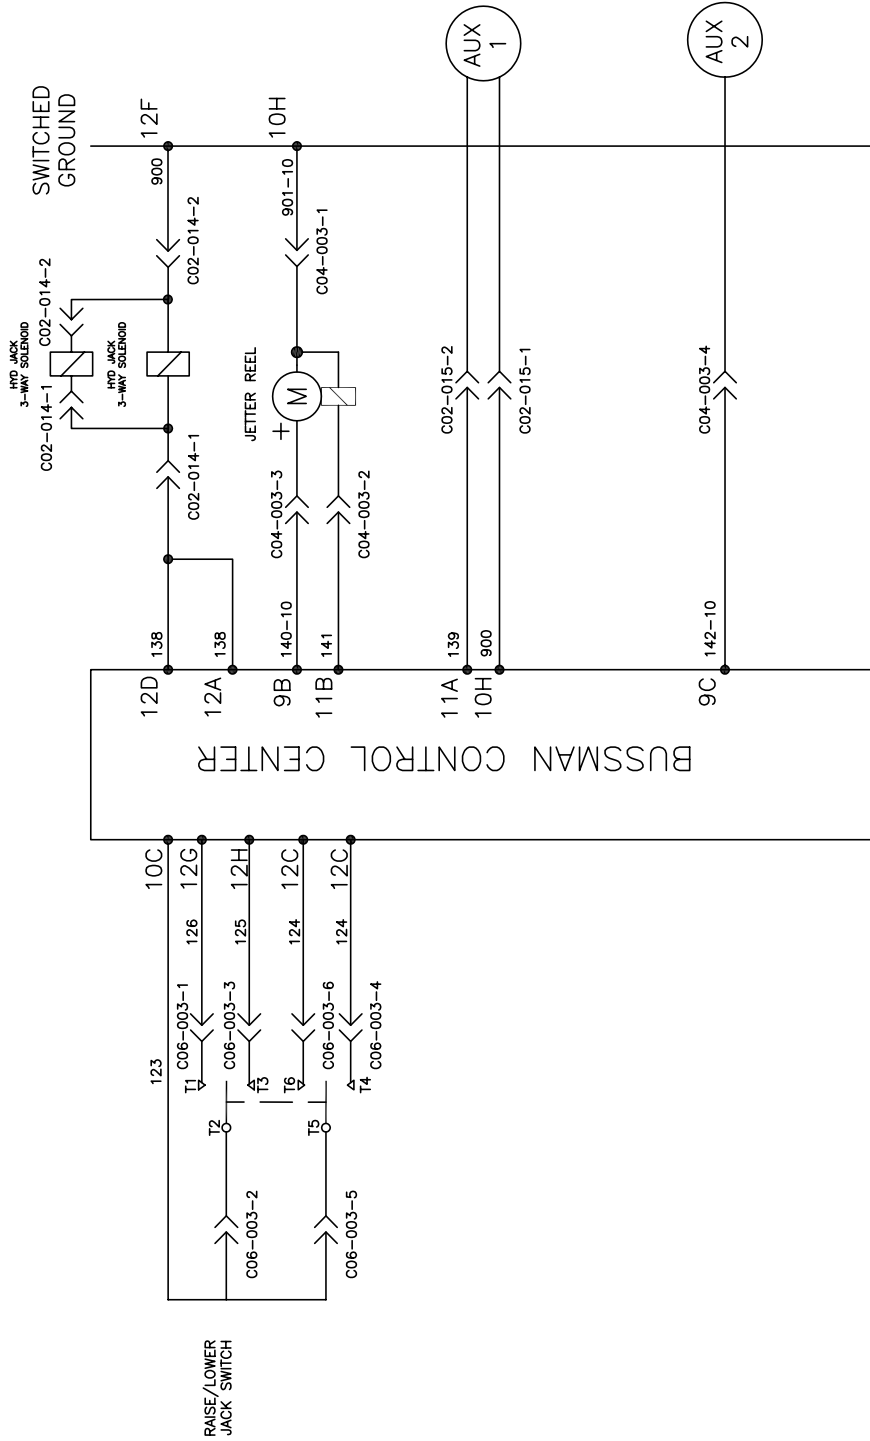 SWITCHED
GROUND
HYD JACK
3-WAY SOLENOID
C02-014-1
C02-014-2
HYD JACK
3-WAY SOLENOID
12D
138
C02-014-1
C02-014-2
900
12F
12A
138
JETTER REEL
9B
140-10
C04-003-3
+
M
C04-003-1
901-10
10H
11B
141
C04-003-2
11A
139
C02-015-2
10H
900
C02-015-1
AUX
1
9C
142-10
C04-003-4
AUX
2
BUSSMAN CONTROL CENTER
RAISE/LOWER
JACK SWITCH
123
10C
C06-003-2
T2
T1
C06-003-1
126
12G
T3
C06-003-3
125
12H
C06-003-5
T5
T6
C06-003-6
124
12C
T4
C06-003-4
124
12C